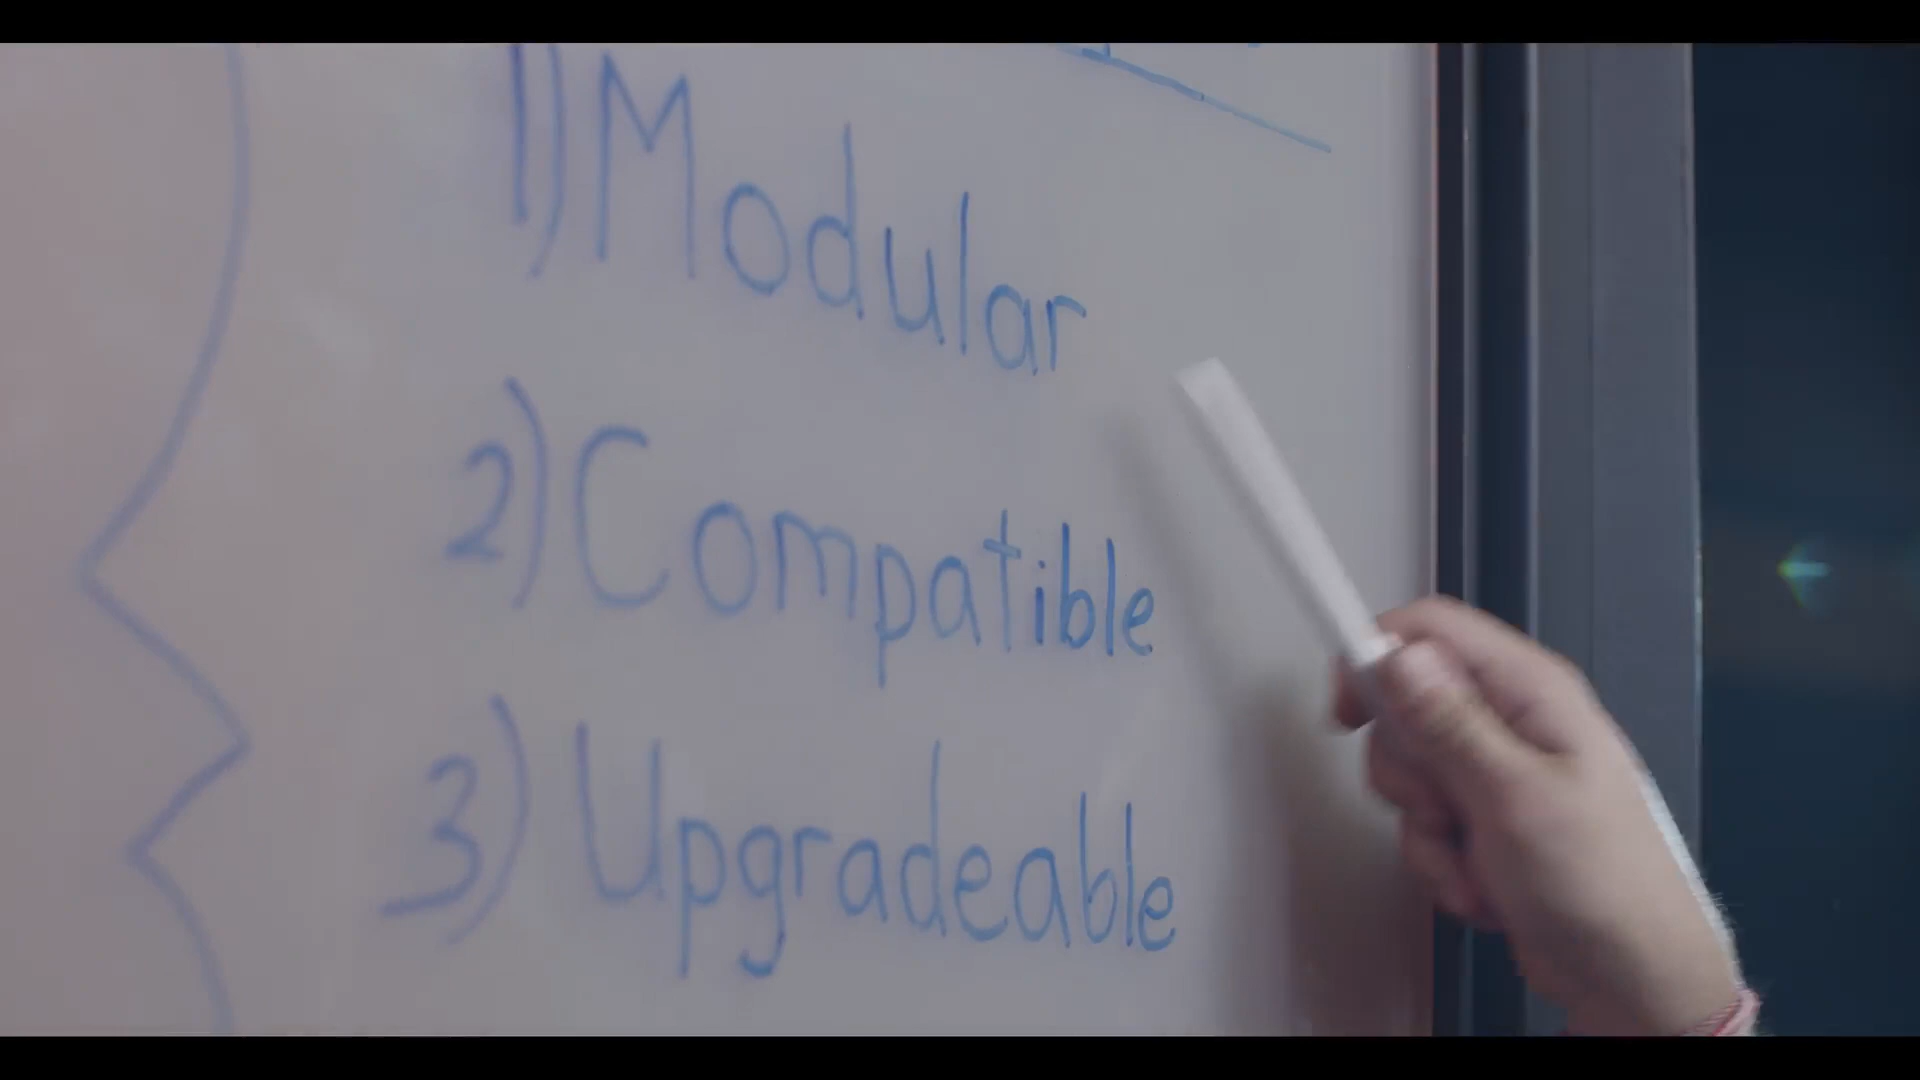 1) Modular
2) Compatible
3) Upgradeable